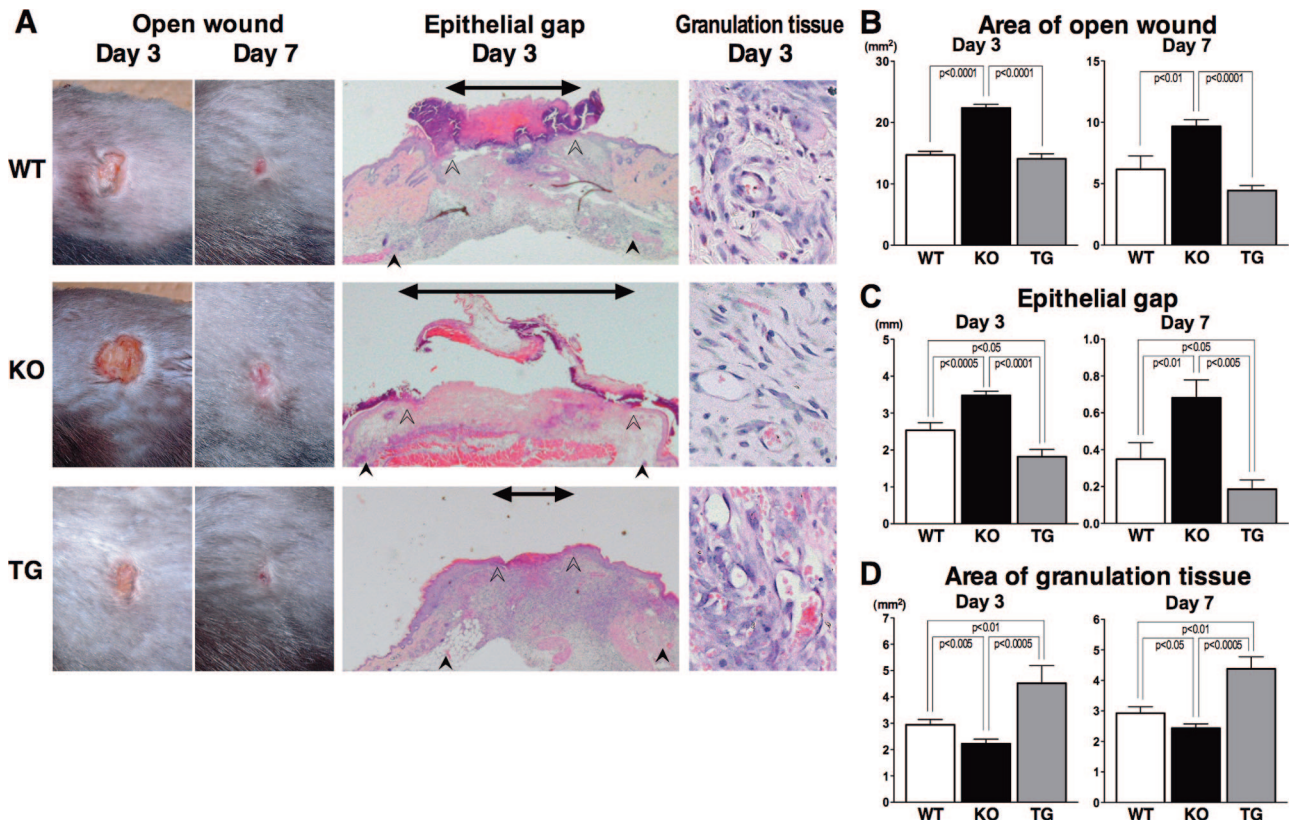 A
Open wound
Day 3 Day 7
Epithelial gap
Day 3
Granulation tissue
Day 3
WT
KO
TG
B Area of open wound
(mm²)
Day 3
30
20
10
0
p<0.0001 p<0.0001
WT KO TG
Day 7
15
10
5
0
p<0.01 p<0.0001
WT KO TG
C Epithelial gap
(mm)
Day 3
5
4
3
2
1
0
p<0.05
p<0.0005 p<0.0001
WT KO TG
Day 7
1.0
0.8
0.6
0.4
0.2
0.0
p<0.05
p<0.01 p<0.005
WT KO TG
D Area of granulation tissue
(mm²)
Day 3
7
6
5
4
3
2
1
0
p<0.01
p<0.005 p<0.0005
WT KO TG
Day 7
7
6
5
4
3
2
1
0
p<0.01
p<0.05 p<0.0005
WT KO TG